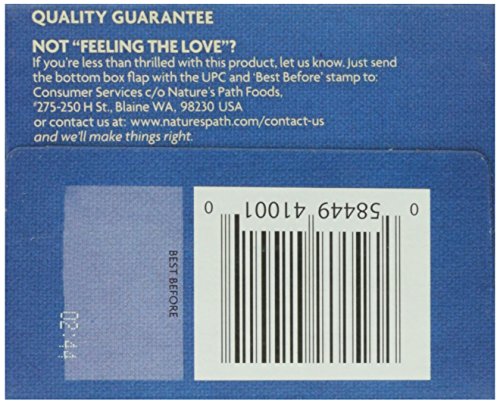 QUALITY GUARANTEE
NOT “FEELING THE LOVE”?
If you're less than thrilled with this product, let us know. Just send
the bottom box flap with the UPC and 'Best Before' stamp to:
Consumer Services c/o Nature's Path Foods,
#275-250 H St., Blaine WA, 98230 USA
or contact us at: www.naturespath.com/contact-us
and we'll make things right.
0 58449 41001 0
BEST BEFORE
02:44